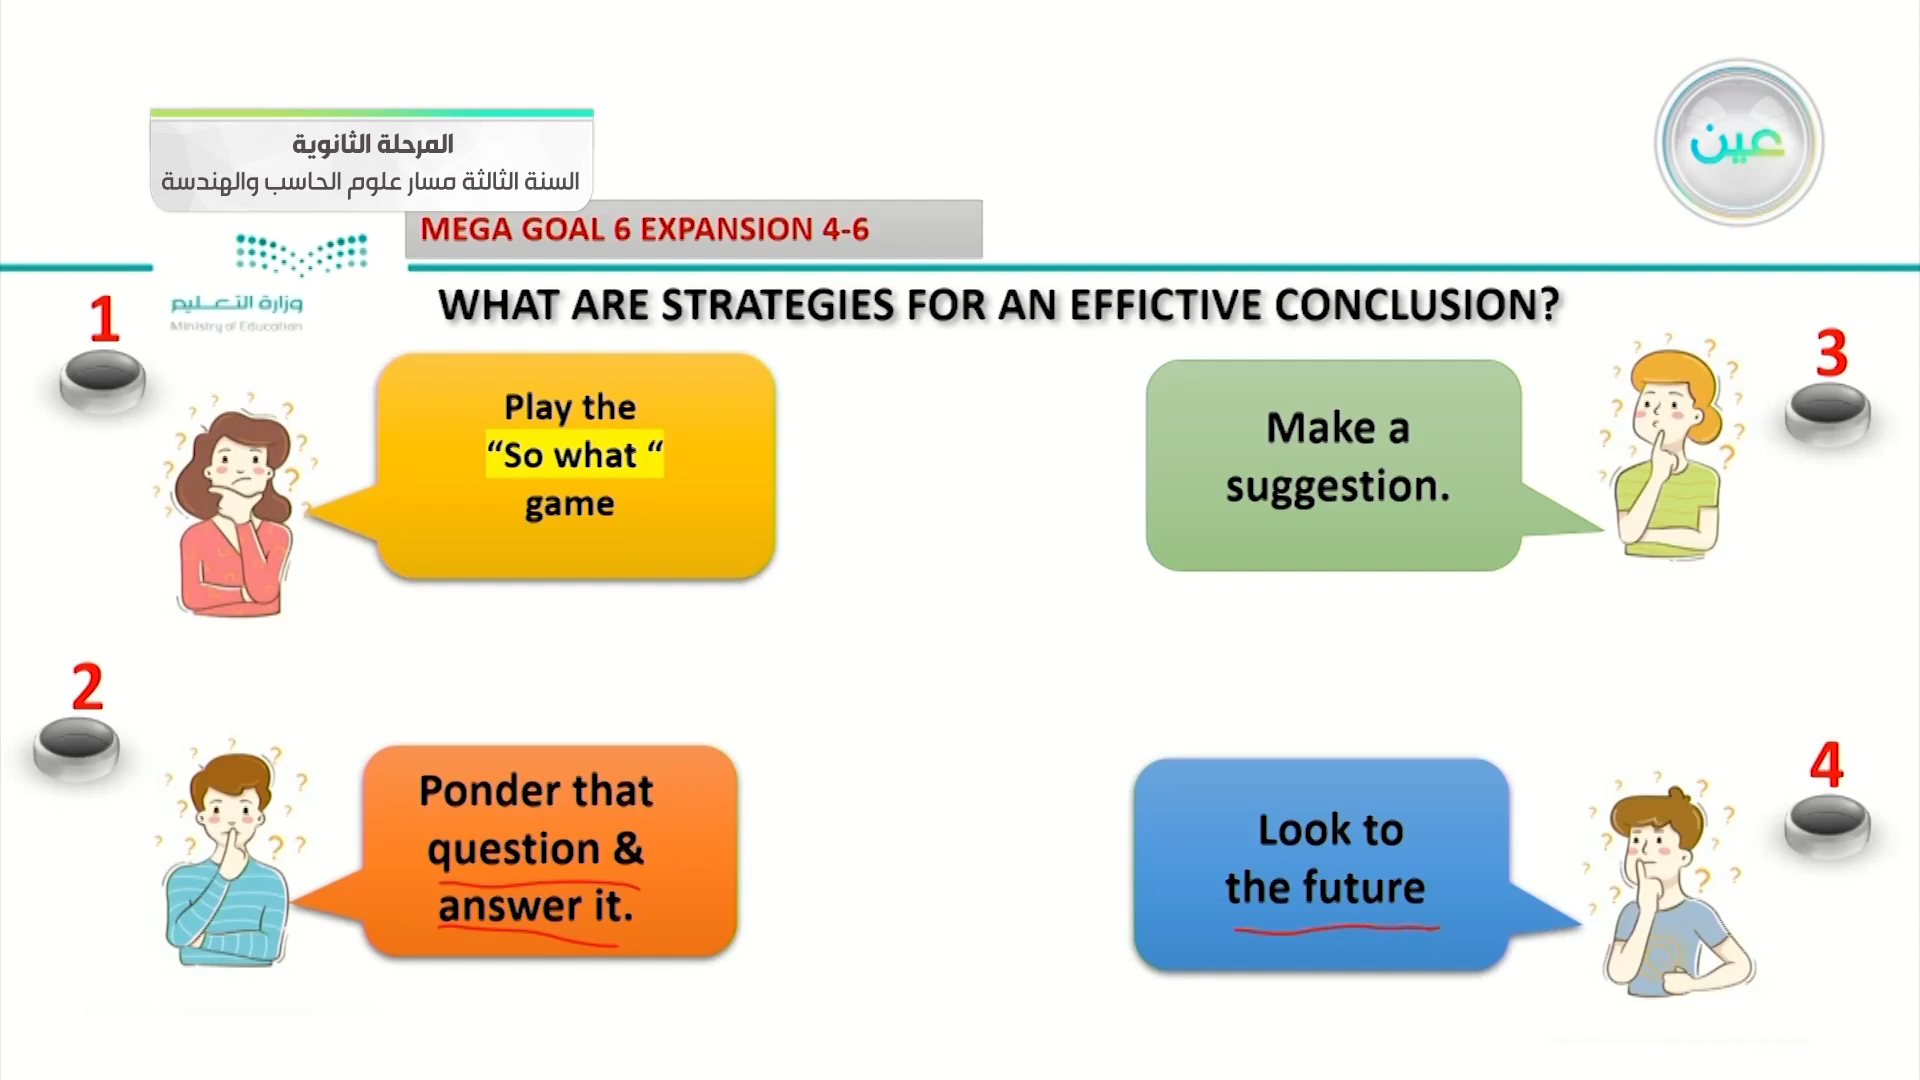 المرحلة الثانوية
السنة الثالثة مسار علوم الحاسب والهندسة
عين
MEGA GOAL 6 EXPANSION 4-6
وزارة التعليم
Ministry of Education
WHAT ARE STRATEGIES FOR AN EFFICTIVE CONCLUSION?
1
Play the
“So what “
game
2
Ponder that
question &
answer it.
3
Make a
suggestion.
4
Look to
the future